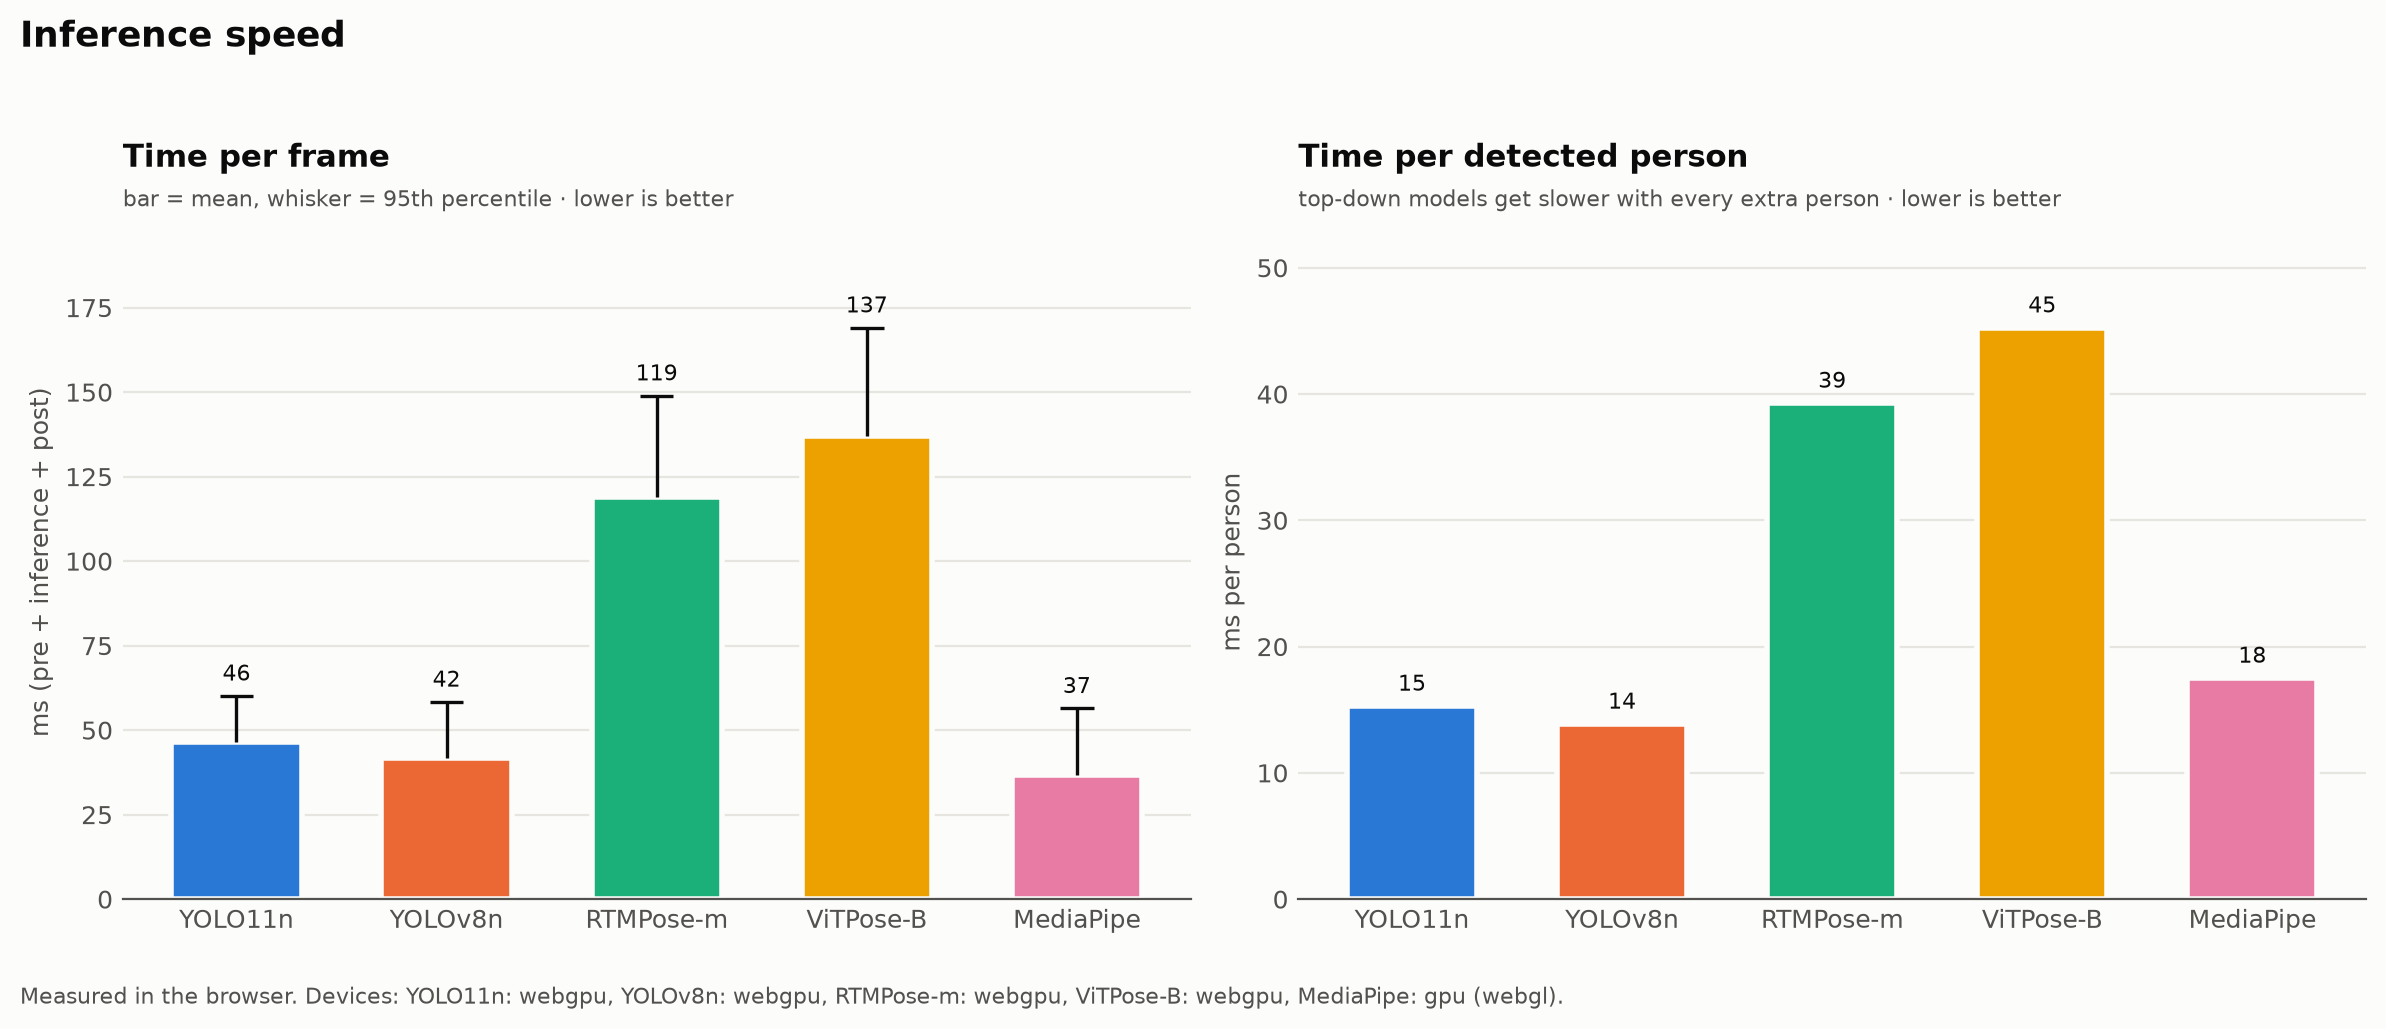 Inference speed
Time per frame
bar = mean, whisker = 95th percentile · lower is better
ms (pre + inference + post)
175
150
125
100
75
50
25
0
46
42
119
137
37
YOLO11n
YOLOv8n
RTMPose-m
ViTPose-B
MediaPipe
Time per detected person
top-down models get slower with every extra person · lower is better
ms per person
50
40
30
20
10
0
15
14
39
45
18
YOLO11n
YOLOv8n
RTMPose-m
ViTPose-B
MediaPipe
Measured in the browser. Devices: YOLO11n: webgpu, YOLOv8n: webgpu, RTMPose-m: webgpu, ViTPose-B: webgpu, MediaPipe: gpu (webgl).